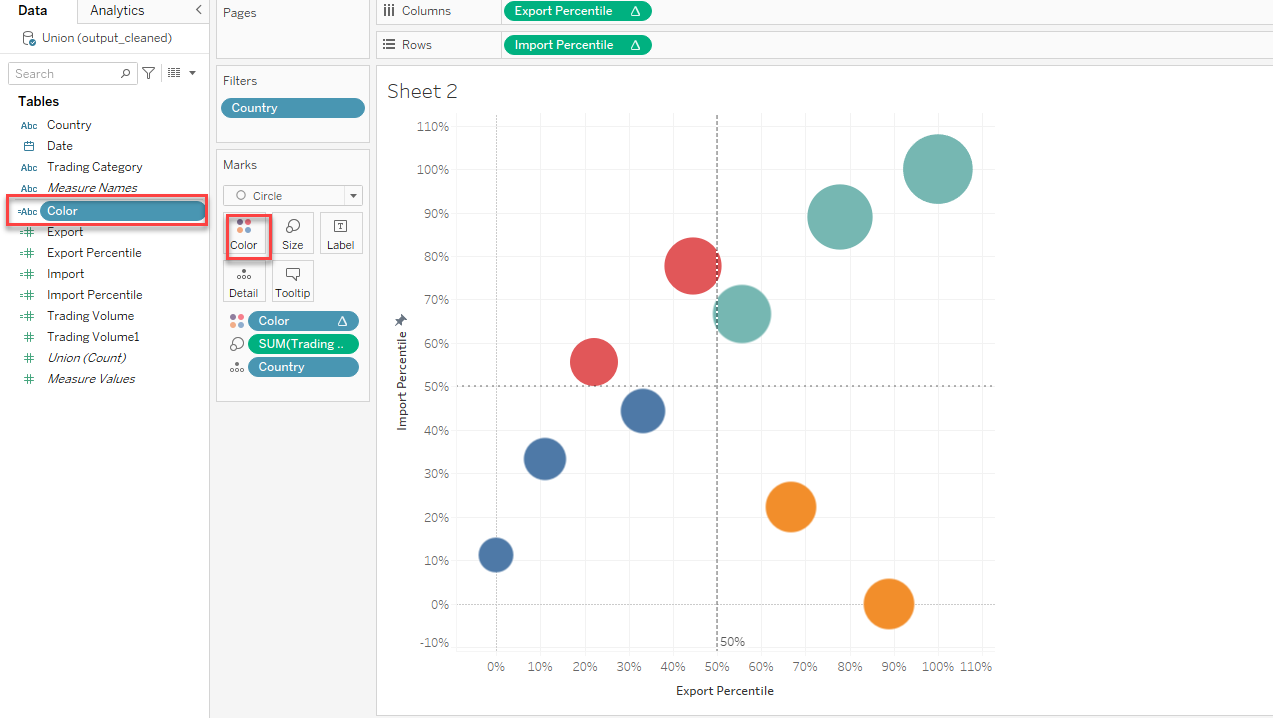 Data
Analytics
Union (output_cleaned)
Search
Tables
Abc Country
Date
Abc Trading Category
Abc Measure Names
=Abc Color
=# Export
=# Export Percentile
=# Import
=# Import Percentile
=# Trading Volume
# Trading Volume1
# Union (Count)
# Measure Values
Pages
Filters
Country
Marks
Circle
Color
Size
T
Label
Detail
Tooltip
Color
SUM(Trading ..
Country
Columns
Export Percentile
Rows
Import Percentile
Sheet 2
110%
100%
90%
80%
70%
60%
50%
40%
30%
20%
10%
0%
-10%
Import Percentile
50%
0% 10% 20% 30% 40% 50% 60% 70% 80% 90% 100% 110%
Export Percentile